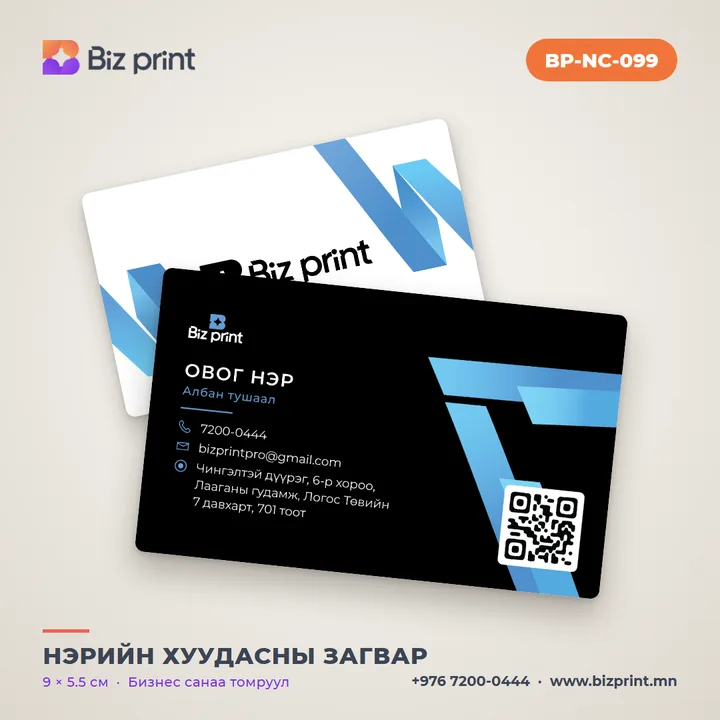 Biz print
BP-NC-099
Biz print
Biz print
ОВОГ НЭР
Албан тушаал
7200-0444
bizprintpro@gmail.com
Чингэлтэй дүүрэг, 6-р хороо,
Лааганы гудамж, Логос Төвийн
7 давхарт, 701 тоот
НЭРИЙН ХУУДАСНЫ ЗАГВАР
9 × 5.5 см · Бизнес санаа томруул
+976 7200-0444 · www.bizprint.mn